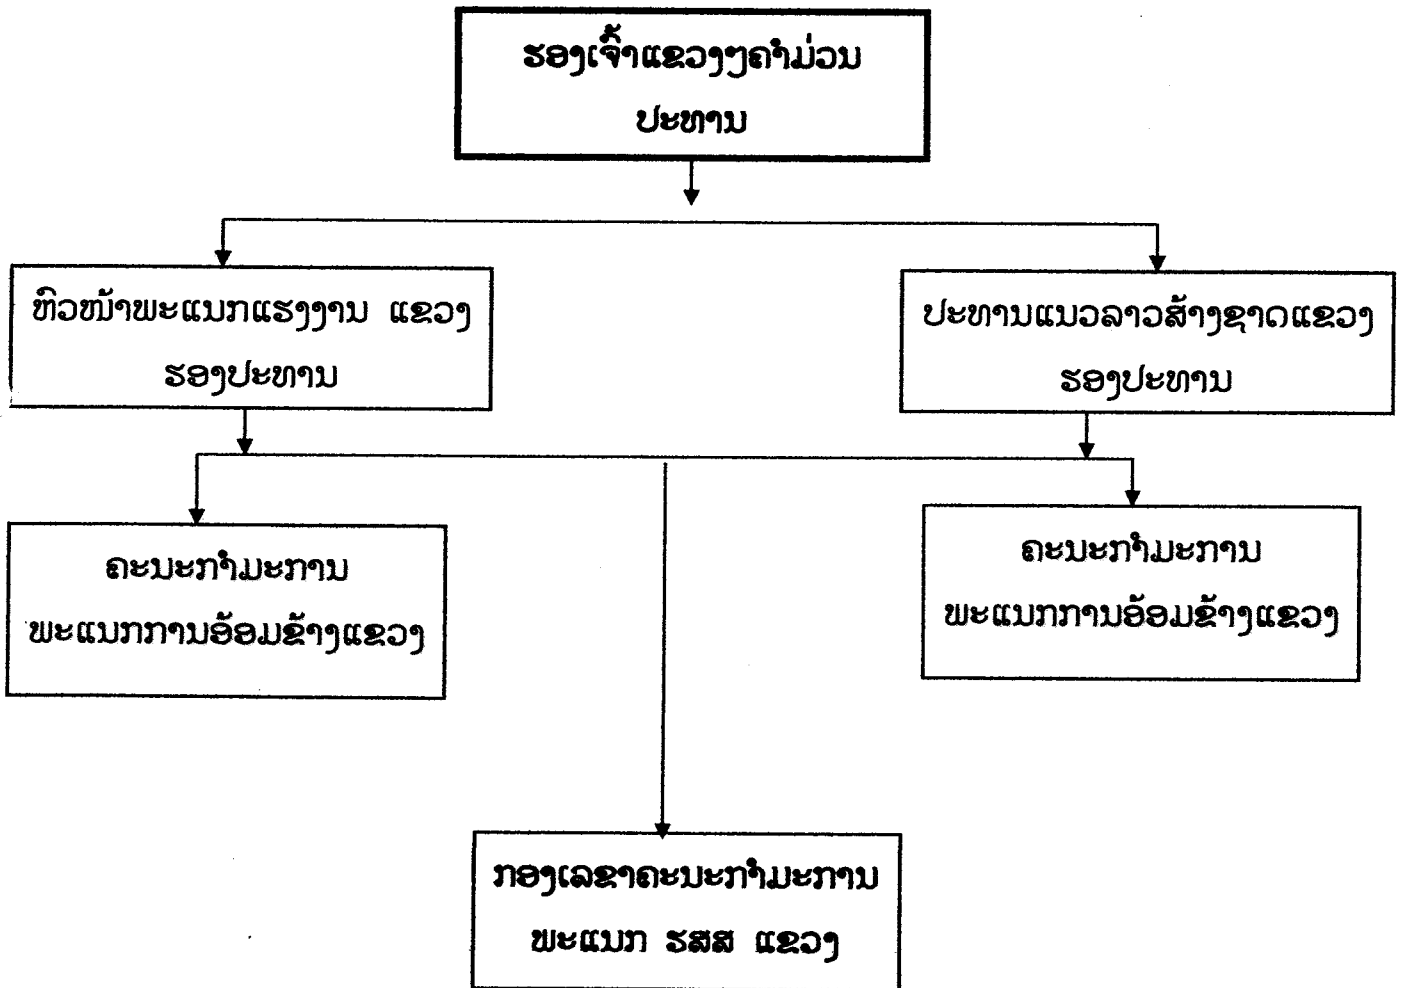 ຮອງເຈົ້າແຂວງໆຄຳມ່ວນ
ປະທານ
ຫົວໜ້າພະແນກແຮງງານ ແຂວງ
ຮອງປະທານ
ປະທານແນວລາວສ້າງຊາດແຂວງ
ຮອງປະທານ
ຄະນະກຳມະການ
ພະແນກການອ້ອມຂ້າງແຂວງ
ຄະນະກຳມະການ
ພະແນກການອ້ອມຂ້າງແຂວງ
ກອງເລຂາຄະນະກຳມະການ
ພະແນກ ຮສສ ແຂວງ